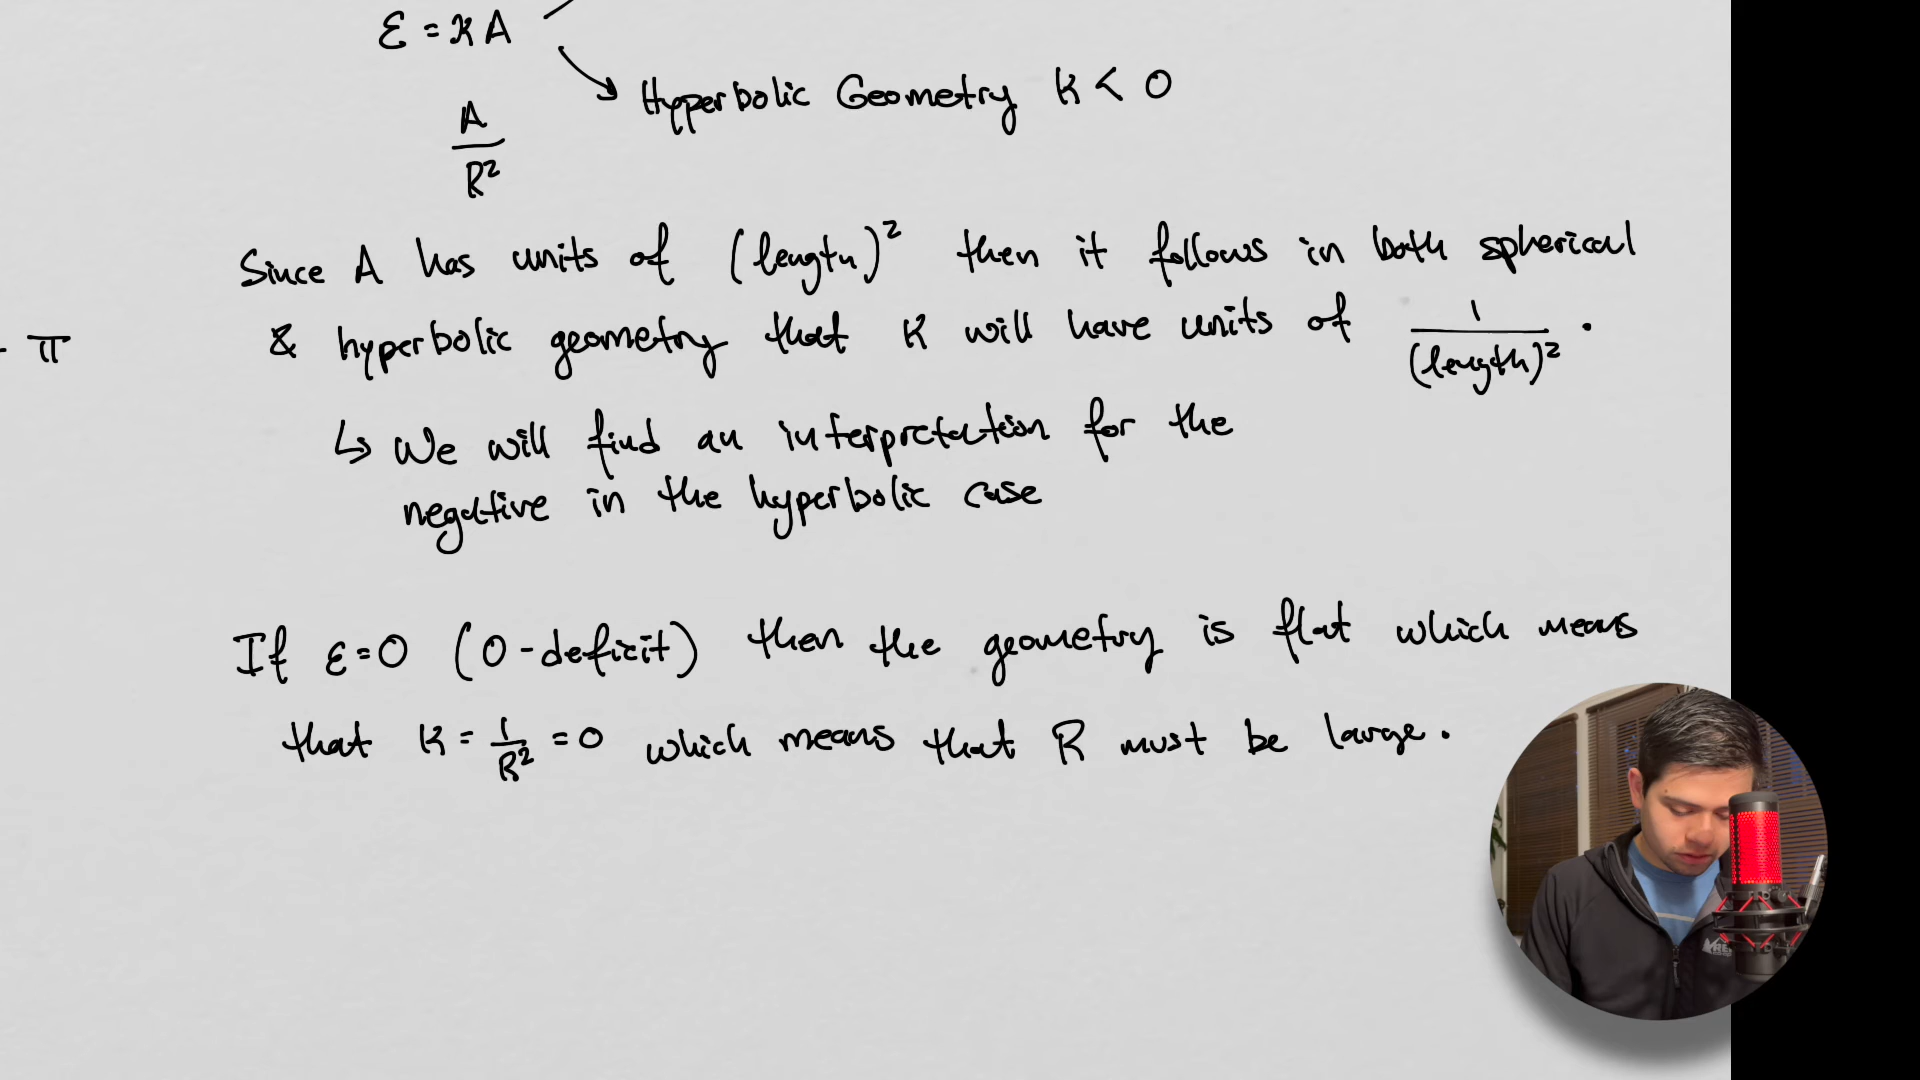 ℰ = 𝒦 A
Hyperbolic Geometry K < 0
A
R²
Since A has units of (length)² then it follows in both spherical
- π
& hyperbolic geometry that K will have units of 1/(length)² .
↳ We will find an interpretation for the
negative in the hyperbolic case
If ε=0 (0-deficit) then the geometry is flat which means
that K = 1/R² = 0 which means that R must be large.